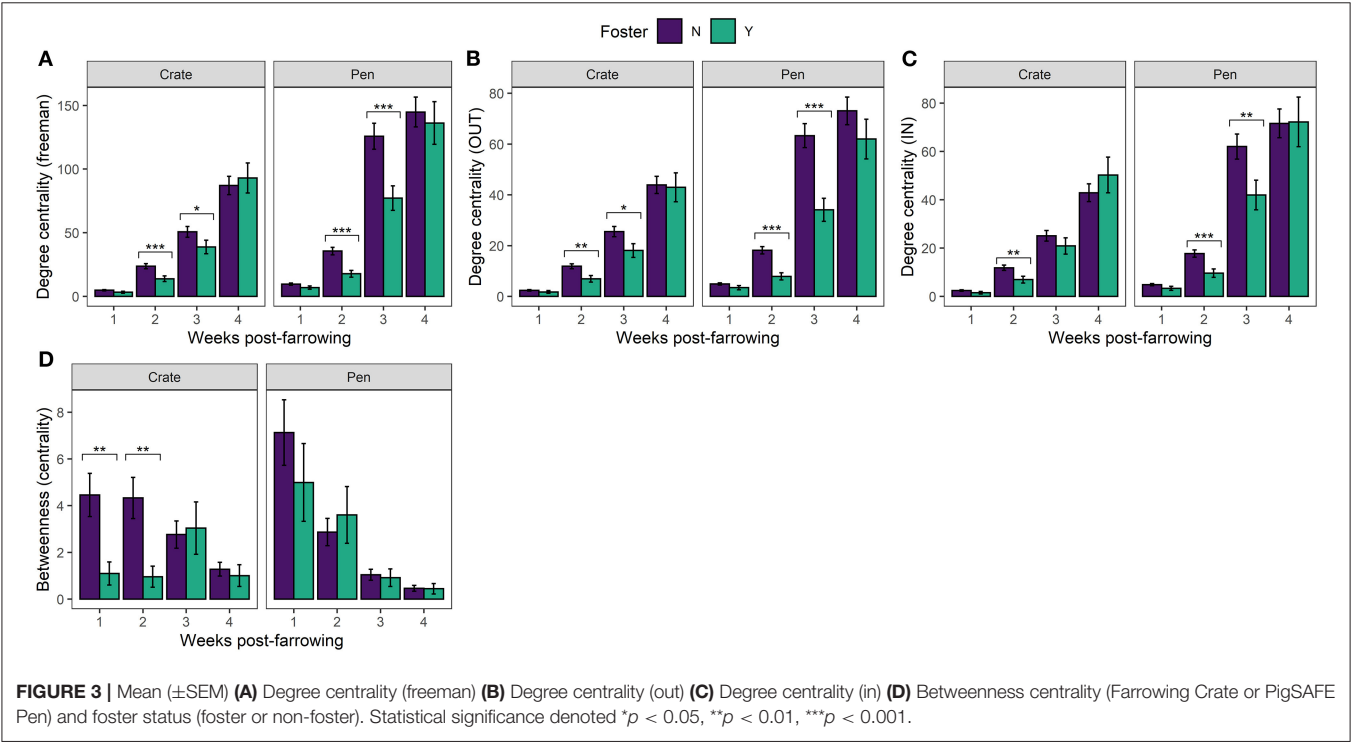 Foster N Y
A
Crate Pen
Degree centrality (freeman)
150
100
50
0
*** * *** ***
1 2 3 4 1 2 3 4
Weeks post-farrowing
B
Crate Pen
Degree centrality (OUT)
80
60
40
20
0
** * *** ***
1 2 3 4 1 2 3 4
Weeks post-farrowing
C
Crate Pen
Degree centrality (IN)
80
60
40
20
0
** *** **
1 2 3 4 1 2 3 4
Weeks post-farrowing
D
Crate Pen
Betweenness (centrality)
8
6
4
2
0
** **
1 2 3 4 1 2 3 4
Weeks post-farrowing
FIGURE 3 | Mean (±SEM) (A) Degree centrality (freeman) (B) Degree centrality (out) (C) Degree centrality (in) (D) Betweenness centrality (Farrowing Crate or PigSAFE
Pen) and foster status (foster or non-foster). Statistical significance denoted *p < 0.05, **p < 0.01, ***p < 0.001.